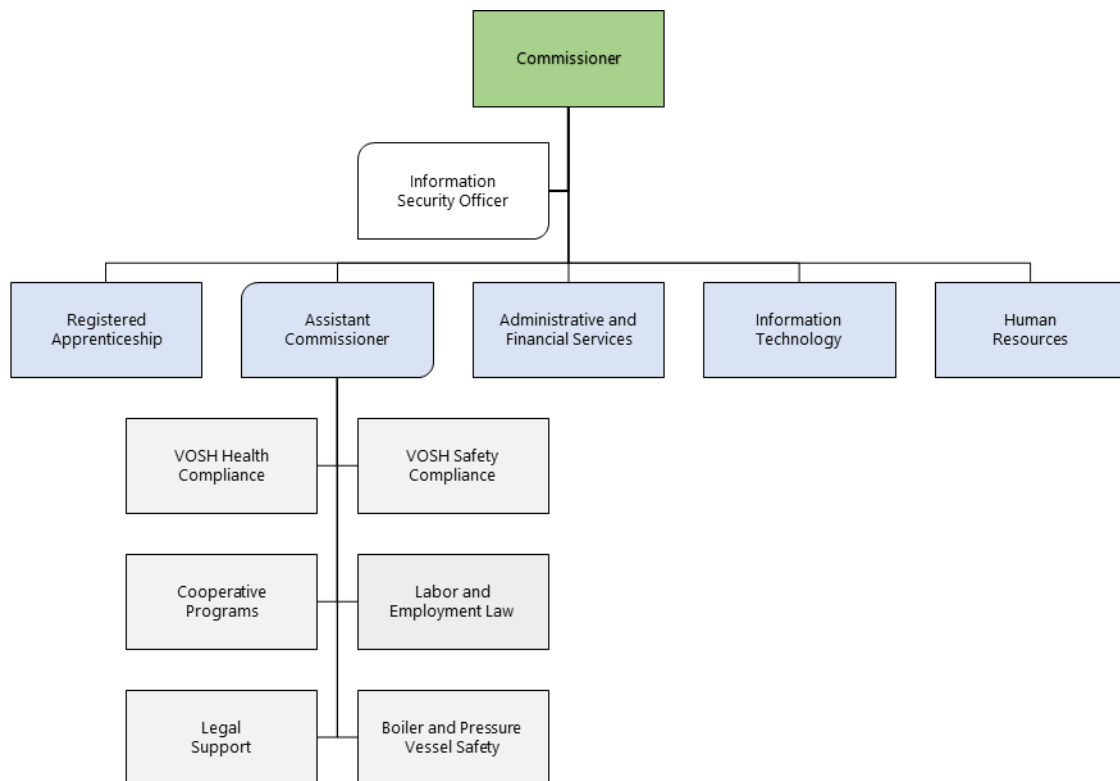 Commissioner
Information
Security Officer
Registered
Apprenticeship
Assistant
Commissioner
Administrative and
Financial Services
Information
Technology
Human
Resources
VOSH Health
Compliance
VOSH Safety
Compliance
Cooperative
Programs
Labor and
Employment Law
Legal
Support
Boiler and Pressure
Vessel Safety